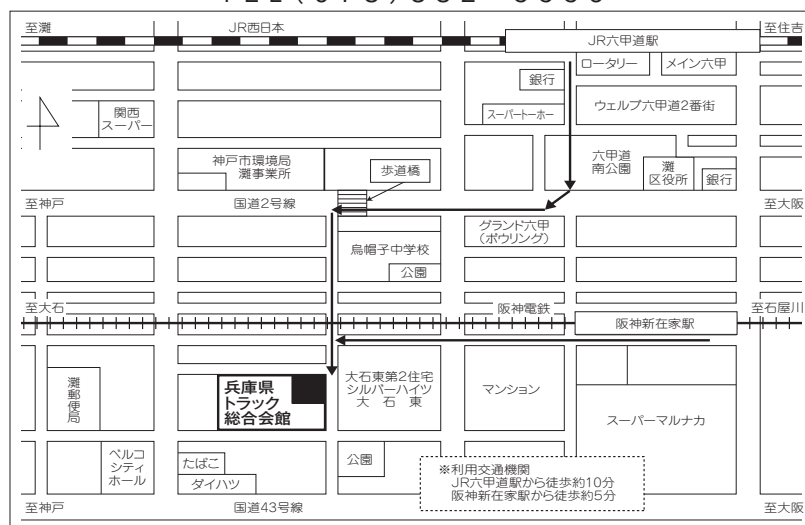 至灘
JR西日本
JR六甲道駅
至住吉
銀行
ロータリー
メイン六甲
スーパートーホー
ウェルブ六甲道2番街
関西
スーパー
神戸市環境局
灘事業所
歩道橋
六甲道
南公園
灘
区役所
銀行
至神戸
国道2号線
至大阪
グランド六甲
(ボウリング)
烏帽子中学校
公園
至大石
阪神電鉄
至石屋川
阪神新在家駅
灘郵便局
兵庫県
トラック
総合会館
大石東第2住宅
シルバーハイツ
大石東
マンション
スーパーマルナカ
ベルコ
シティ
ホール
たばこ
ダイハツ
公園
※利用交通機関
JR六甲道駅から徒歩約10分
阪神新在家駅から徒歩約5分
至神戸
国道43号線
至大阪